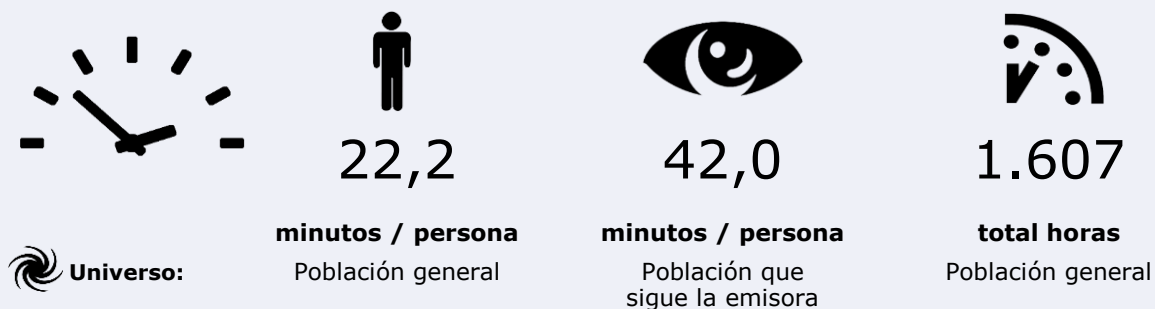 22,2
42,0
1.607
minutos / persona
minutos / persona
total horas
Universo:
Población general
Población que
sigue la emisora
Población general